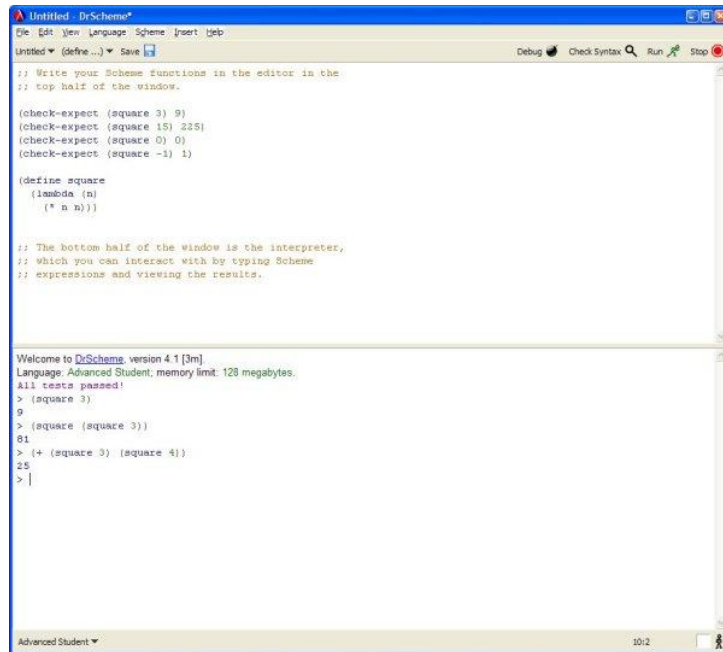 Untitled - DrScheme*
File Edit View Language Scheme Insert Help
Untitled (define ...) Save Debug Check Syntax Run Stop
;; Write your Scheme functions in the editor in the
;; top half of the window.
(check-expect (square 3) 9)
(check-expect (square 15) 225)
(check-expect (square 0) 0)
(check-expect (square -1) 1)
(define square
(lambda (n)
(* n n)))
;; The bottom half of the window is the interpreter,
;; which you can interact with by typing Scheme
;; expressions and viewing the results.
Welcome to DrScheme, version 4.1 [3m].
Language: Advanced Student; memory limit: 128 megabytes.
All tests passed!
> (square 3)
9
> (square (square 3))
81
> (+ (square 3) (square 4))
25
>
Advanced Student 10:2